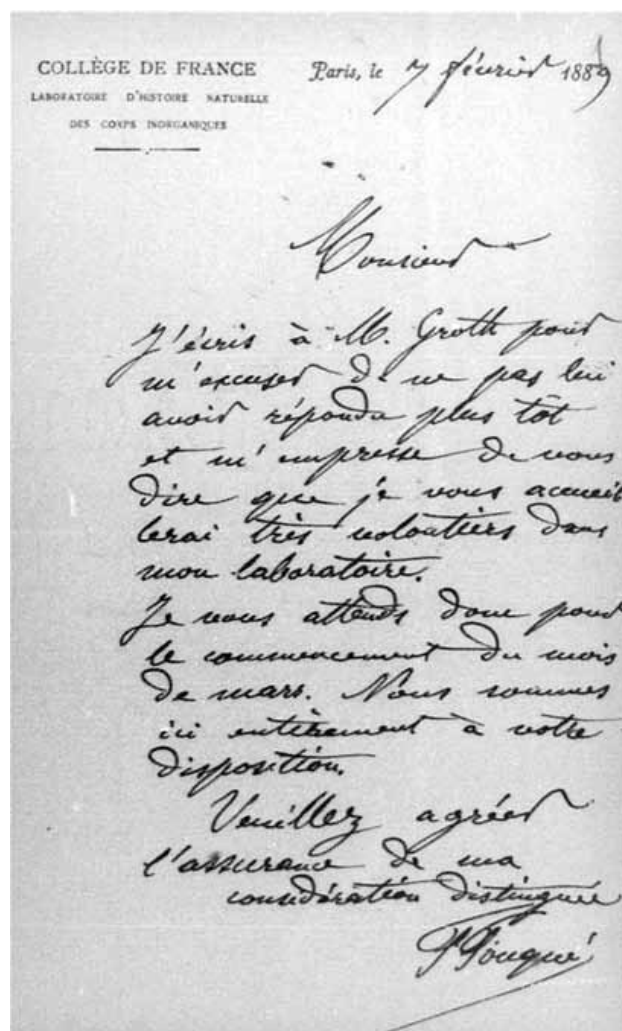 COLLÈGE DE FRANCE
LABORATOIRE D'HISTOIRE NATURELLE
DES CORPS INORGANIQUES
Paris, le 7 février 1889
Monsieur
J'écris à M. Groth pour
m'excuser de ne pas lui
avoir répondu plus tôt
et m'empresse de vous
dire que je vous accueil
lerai très volontiers dans
mon laboratoire.
Je vous attends donc pour
le commencement du mois
de mars. Nous sommes
ici entièrement à votre
disposition.
Veuillez agréer
l'assurance de ma
considération distinguée
F Fouqué